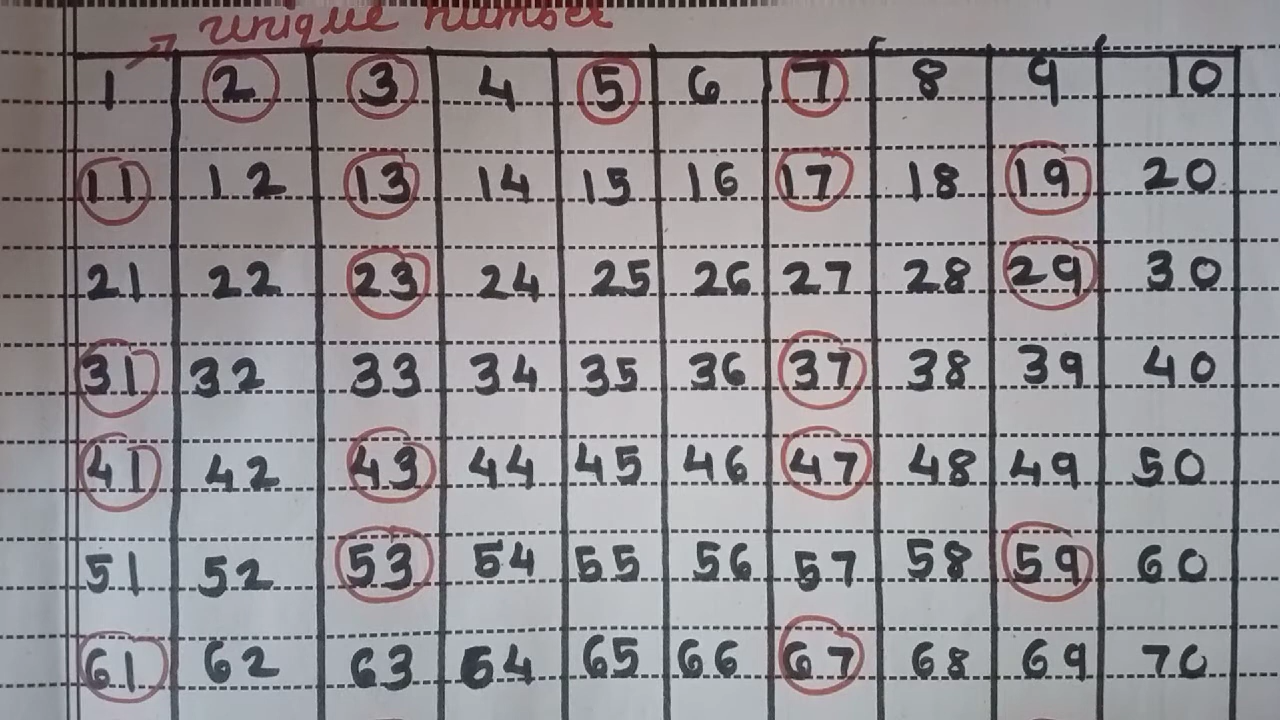 unique number
1 2 3 4 5 6 7 8 9 10
11 12 13 14 15 16 17 18 19 20
21 22 23 24 25 26 27 28 29 30
31 32 33 34 35 36 37 38 39 40
41 42 43 44 45 46 47 48 49 50
51 52 53 54 55 56 57 58 59 60
61 62 63 64 65 66 67 68 69 70